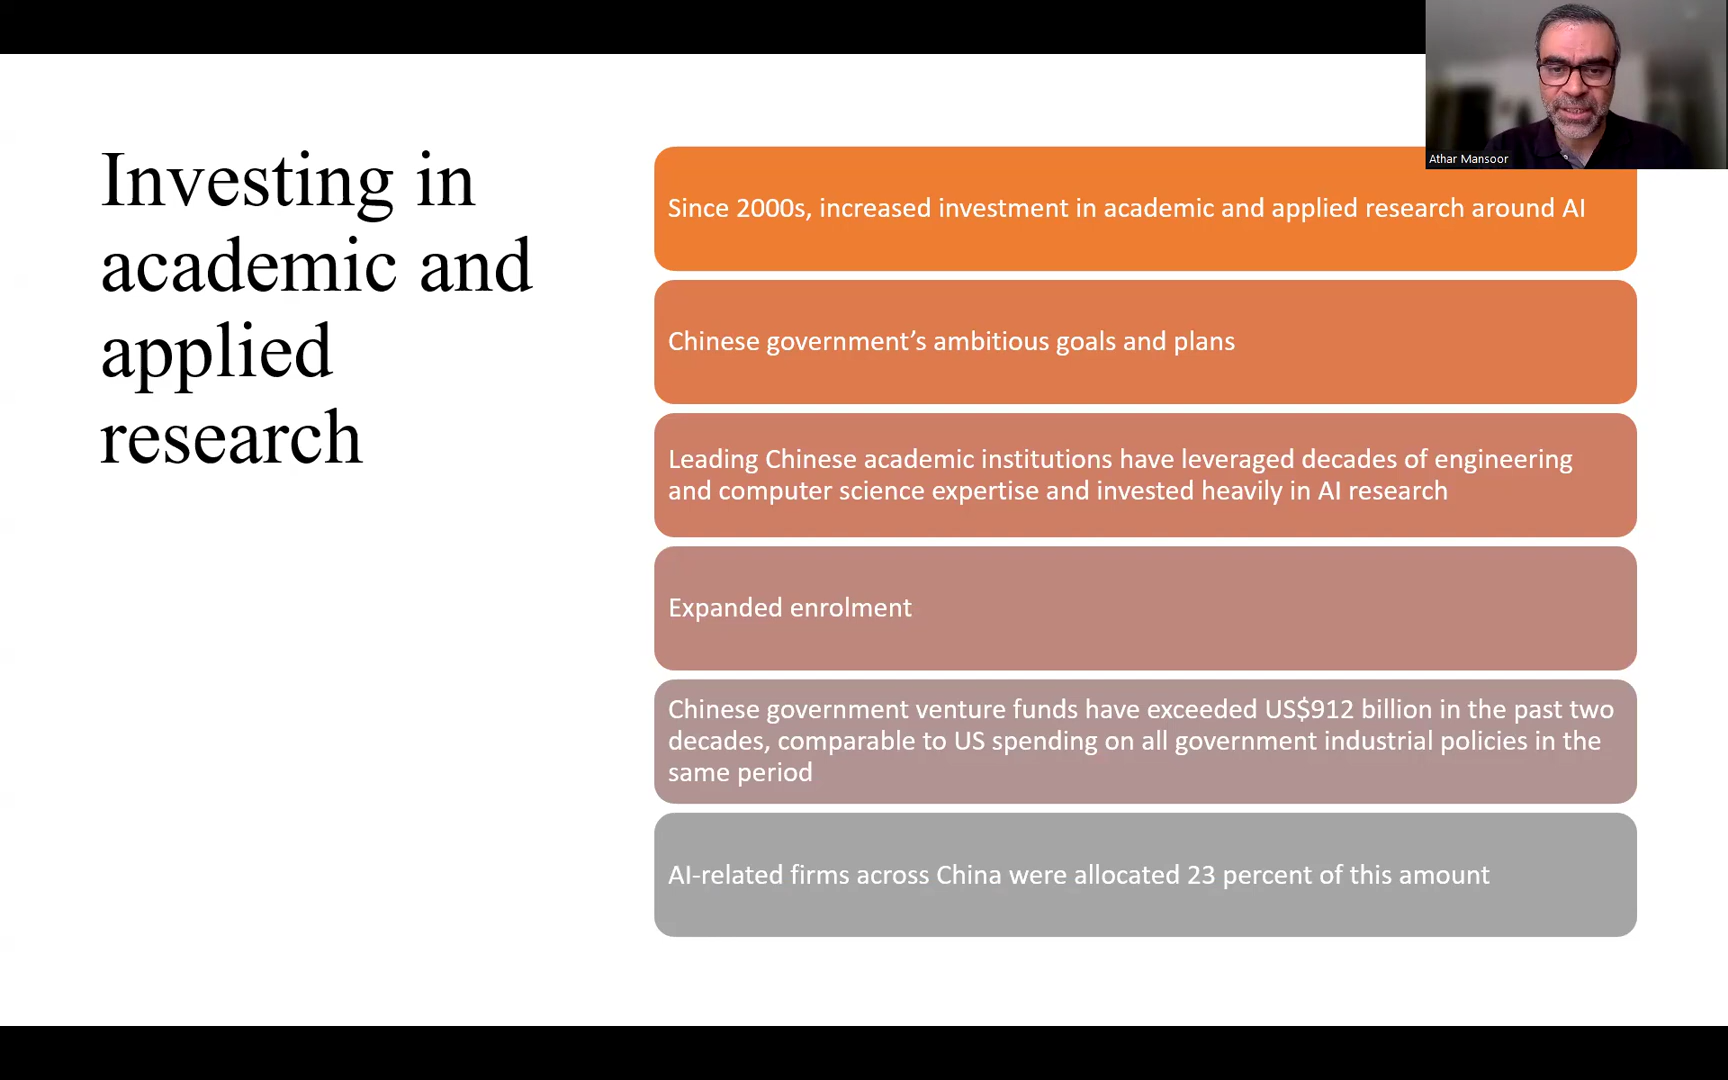 Athar Mansoor
Investing in
academic and
applied
research
Since 2000s, increased investment in academic and applied research around AI
Chinese government’s ambitious goals and plans
Leading Chinese academic institutions have leveraged decades of engineering
and computer science expertise and invested heavily in AI research
Expanded enrolment
Chinese government venture funds have exceeded US$912 billion in the past two
decades, comparable to US spending on all government industrial policies in the
same period
AI-related firms across China were allocated 23 percent of this amount